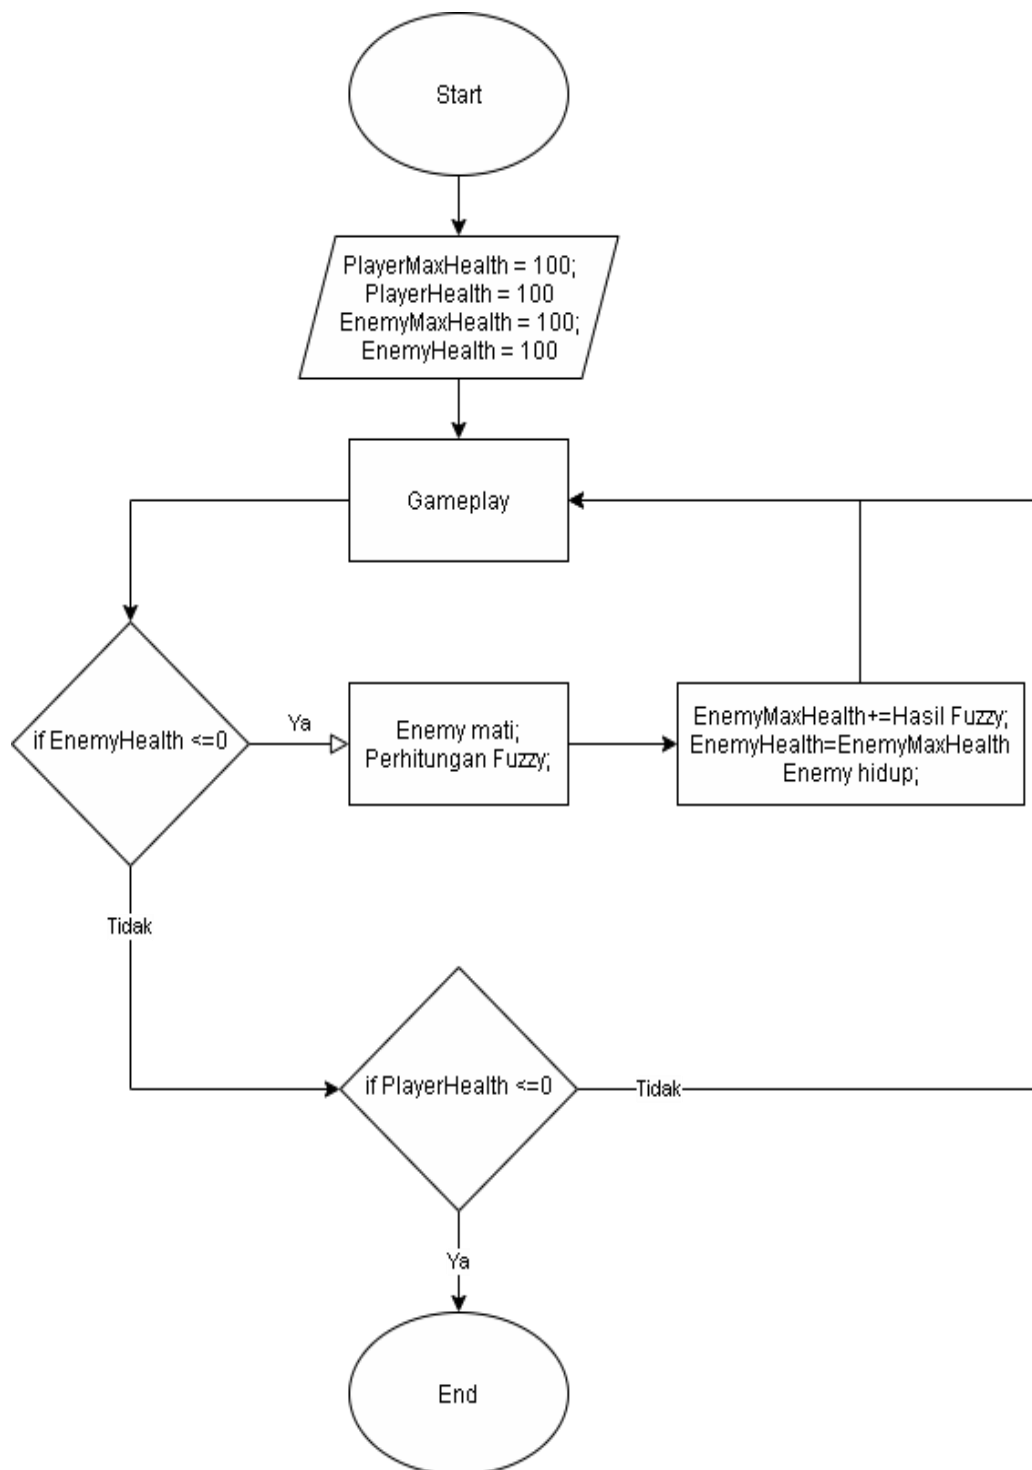 Start
PlayerMaxHealth = 100;
PlayerHealth = 100
EnemyMaxHealth = 100;
EnemyHealth = 100
Gameplay
if EnemyHealth <=0
Ya
Enemy mati;
Perhitungan Fuzzy;
EnemyMaxHealth+=Hasil Fuzzy;
EnemyHealth=EnemyMaxHealth
Enemy hidup;
Tidak
if PlayerHealth <=0
Tidak
Ya
End